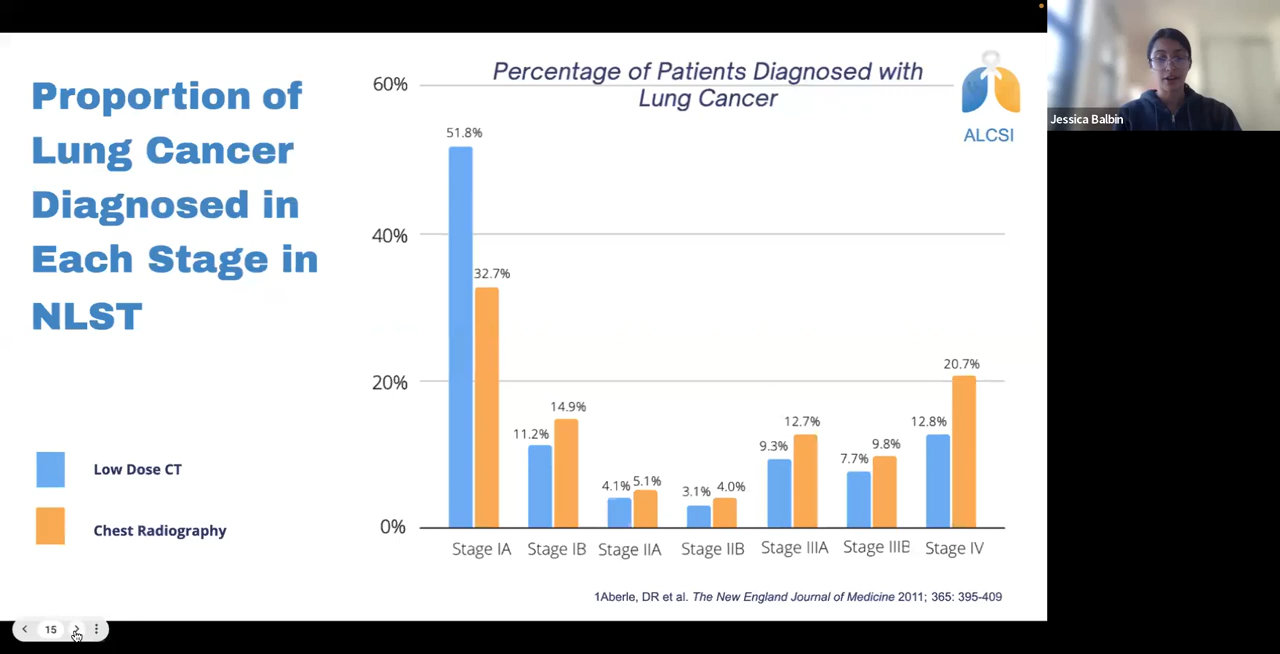 Proportion of
Lung Cancer
Diagnosed in
Each Stage in
NLST
Low Dose CT
Chest Radiography
Percentage of Patients Diagnosed with
Lung Cancer
ALCSI
60%
40%
20%
0%
51.8%
32.7%
11.2%
14.9%
4.1%
5.1%
3.1%
4.0%
9.3%
12.7%
7.7%
9.8%
12.8%
20.7%
Stage IA
Stage IB
Stage IIA
Stage IIB
Stage IIIA
Stage IIIB
Stage IV
1Aberle, DR et al. The New England Journal of Medicine 2011; 365: 395-409
15
Jessica Balbin